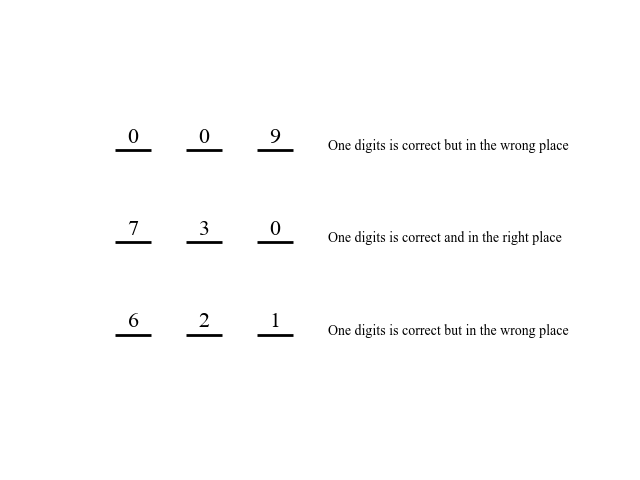 0 0 9 One digits is correct but in the wrong place
7 3 0 One digits is correct and in the right place
6 2 1 One digits is correct but in the wrong place